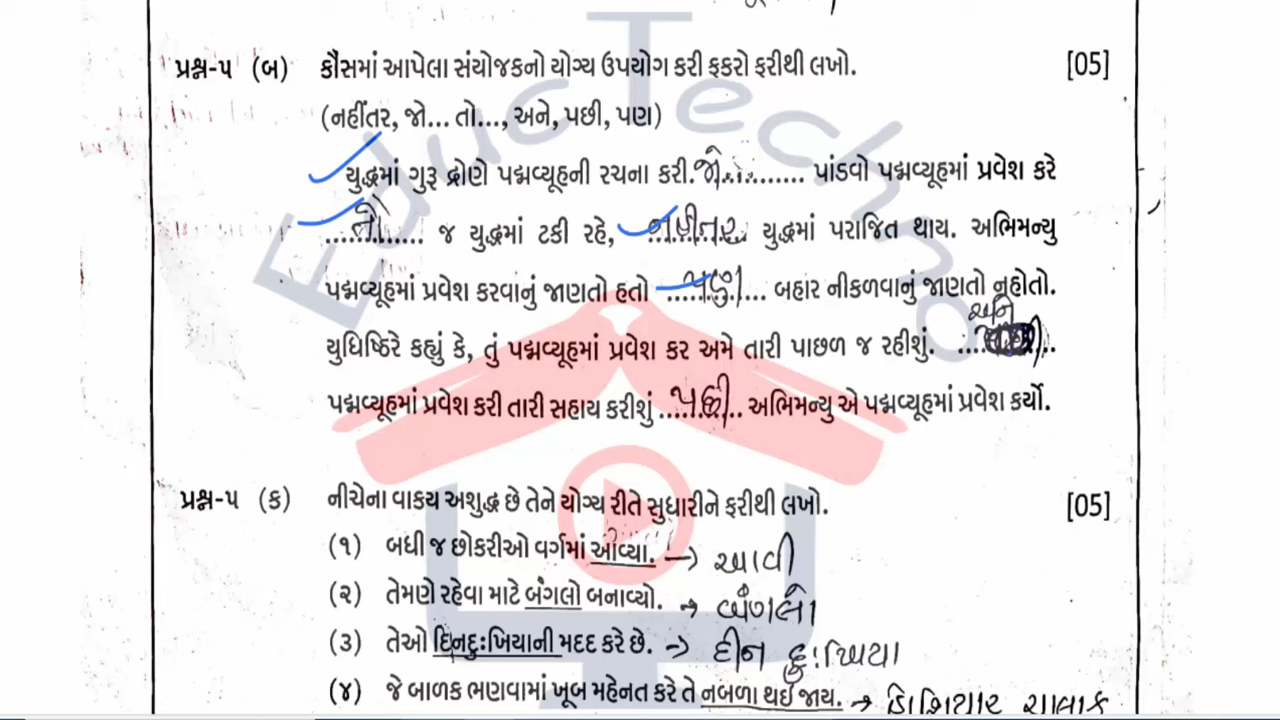 પ્રશ્ન-૫ (બ) કૌંસમાં આપેલા સંયોજકનો યોગ્ય ઉપયોગ કરી ફકરો ફરીથી લખો. [05]
(નહીંતર, જો... તો..., અને, પછી, પણ)
યુદ્ધમાં ગુરૂ દ્રોણે પદ્મવ્યૂહની રચના કરી. જો ............ પાંડવો પદ્મવ્યૂહમાં પ્રવેશ કરે
..તો.. જ યુદ્ધમાં ટકી રહે, નહીંતર યુદ્ધમાં પરાજિત થાય. અભિમન્યુ
પદ્મવ્યૂહમાં પ્રવેશ કરવાનું જાણતો હતો ..પણ.. બહાર નીકળવાનું જાણતો નહોતો.
અને
યુધિષ્ઠિરે કહ્યું કે, તું પદ્મવ્યૂહમાં પ્રવેશ કર અમે તારી પાછળ જ રહીશું. ............
પદ્મવ્યૂહમાં પ્રવેશ કરી તારી સહાય કરીશું ..પછી.. અભિમન્યુ એ પદ્મવ્યૂહમાં પ્રવેશ કર્યો.
પ્રશ્ન-૫ (ક) નીચેના વાક્ય અશુદ્ધ છે તેને યોગ્ય રીતે સુધારીને ફરીથી લખો. [05]
(૧) બધી જ છોકરીઓ વર્ગમાં આવ્યા. → આવી
(૨) તેમણે રહેવા માટે બંગલો બનાવ્યો. → બંગલો
(૩) તેઓ દિનદુઃખિયાની મદદ કરે છે. → દીન દુઃખિયા
(૪) જે બાળક ભણવામાં ખૂબ મહેનત કરે તે નબળા થઈ જાય. → હોશિયાર ચાલાક
Educ Techno